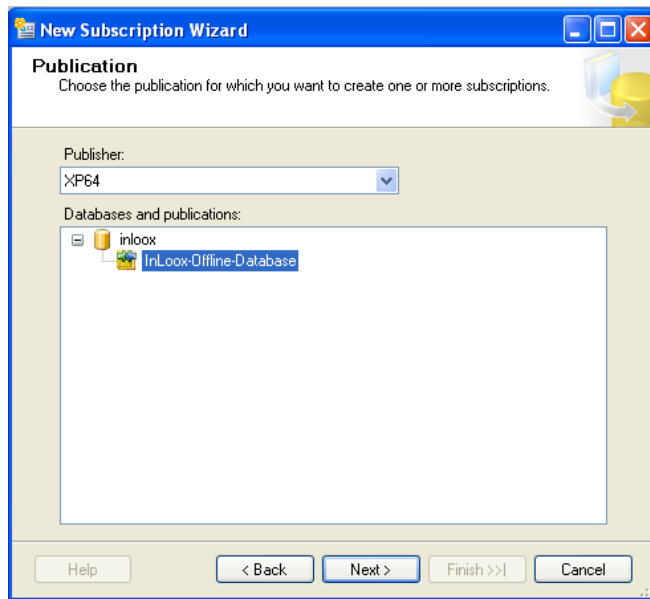 New Subscription Wizard
Publication
Choose the publication for which you want to create one or more subscriptions.
Publisher:
XP64
Databases and publications:
inloox
InLoox-Offline-Database
Help
< Back
Next >
Finish >>|
Cancel